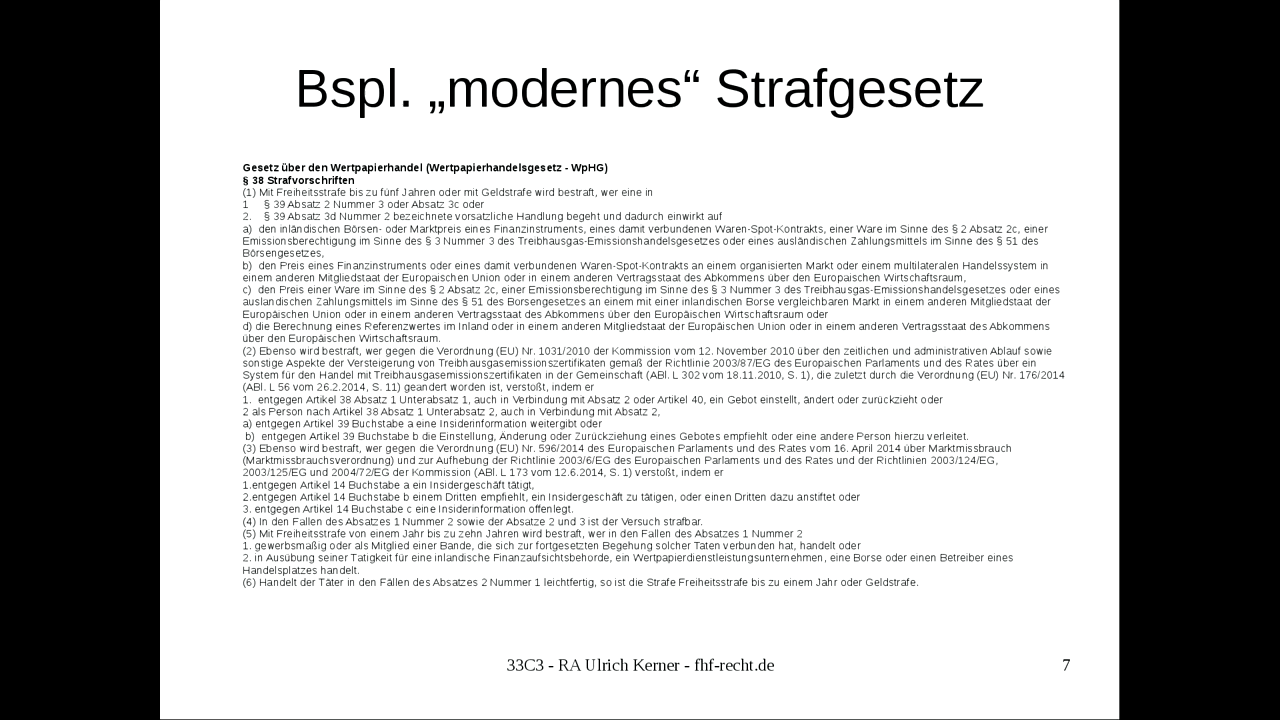 Bspl. „modernes“ Strafgesetz
Gesetz über den Wertpapierhandel (Wertpapierhandelsgesetz - WpHG)
§ 38 Strafvorschriften
(1) Mit Freiheitsstrafe bis zu fünf Jahren oder mit Geldstrafe wird bestraft, wer eine in
1 § 39 Absatz 2 Nummer 3 oder Absatz 3c oder
2. § 39 Absatz 3d Nummer 2 bezeichnete vorsätzliche Handlung begeht und dadurch einwirkt auf
a) den inländischen Börsen- oder Marktpreis eines Finanzinstruments, eines damit verbundenen Waren-Spot-Kontrakts, einer Ware im Sinne des § 2 Absatz 2c, einer
Emissionsberechtigung im Sinne des § 3 Nummer 3 des Treibhausgas-Emissionshandelsgesetzes oder eines ausländischen Zahlungsmittels im Sinne des § 51 des
Börsengesetzes,
b) den Preis eines Finanzinstruments oder eines damit verbundenen Waren-Spot-Kontrakts an einem organisierten Markt oder einem multilateralen Handelssystem in
einem anderen Mitgliedstaat der Europäischen Union oder in einem anderen Vertragsstaat des Abkommens über den Europäischen Wirtschaftsraum,
c) den Preis einer Ware im Sinne des § 2 Absatz 2c, einer Emissionsberechtigung im Sinne des § 3 Nummer 3 des Treibhausgas-Emissionshandelsgesetzes oder eines
ausländischen Zahlungsmittels im Sinne des § 51 des Börsengesetzes an einem mit einer inländischen Börse vergleichbaren Markt in einem anderen Mitgliedstaat der
Europäischen Union oder in einem anderen Vertragsstaat des Abkommens über den Europäischen Wirtschaftsraum oder
d) die Berechnung eines Referenzwertes im Inland oder in einem anderen Mitgliedstaat der Europäischen Union oder in einem anderen Vertragsstaat des Abkommens
über den Europäischen Wirtschaftsraum.
(2) Ebenso wird bestraft, wer gegen die Verordnung (EU) Nr. 1031/2010 der Kommission vom 12. November 2010 über den zeitlichen und administrativen Ablauf sowie
sonstige Aspekte der Versteigerung von Treibhausgasemissionszertifikaten gemäß der Richtlinie 2003/87/EG des Europäischen Parlaments und des Rates über ein
System für den Handel mit Treibhausgasemissionszertifikaten in der Gemeinschaft (ABl. L 302 vom 18.11.2010, S. 1), die zuletzt durch die Verordnung (EU) Nr. 176/2014
(ABl. L 56 vom 26.2.2014, S. 11) geändert worden ist, verstößt, indem er
1. entgegen Artikel 38 Absatz 1 Unterabsatz 1, auch in Verbindung mit Absatz 2 oder Artikel 40, ein Gebot einstellt, ändert oder zurückzieht oder
2 als Person nach Artikel 38 Absatz 1 Unterabsatz 2, auch in Verbindung mit Absatz 2,
a) entgegen Artikel 39 Buchstabe a eine Insiderinformation weitergibt oder
b) entgegen Artikel 39 Buchstabe b die Einstellung, Änderung oder Zurückziehung eines Gebotes empfiehlt oder eine andere Person hierzu verleitet.
(3) Ebenso wird bestraft, wer gegen die Verordnung (EU) Nr. 596/2014 des Europäischen Parlaments und des Rates vom 16. April 2014 über Marktmissbrauch
(Marktmissbrauchsverordnung) und zur Aufhebung der Richtlinie 2003/6/EG des Europäischen Parlaments und des Rates und der Richtlinien 2003/124/EG,
2003/125/EG und 2004/72/EG der Kommission (ABl. L 173 vom 12.6.2014, S. 1) verstößt, indem er
1.entgegen Artikel 14 Buchstabe a ein Insidergeschäft tätigt,
2.entgegen Artikel 14 Buchstabe b einem Dritten empfiehlt, ein Insidergeschäft zu tätigen, oder einen Dritten dazu anstiftet oder
3. entgegen Artikel 14 Buchstabe c eine Insiderinformation offenlegt.
(4) In den Fällen des Absatzes 1 Nummer 2 sowie der Absätze 2 und 3 ist der Versuch strafbar.
(5) Mit Freiheitsstrafe von einem Jahr bis zu zehn Jahren wird bestraft, wer in den Fällen des Absatzes 1 Nummer 2
1. gewerbsmäßig oder als Mitglied einer Bande, die sich zur fortgesetzten Begehung solcher Taten verbunden hat, handelt oder
2. in Ausübung seiner Tätigkeit für eine inländische Finanzaufsichtsbehörde, ein Wertpapierdienstleistungsunternehmen, eine Börse oder einen Betreiber eines
Handelsplatzes handelt.
(6) Handelt der Täter in den Fällen des Absatzes 2 Nummer 1 leichtfertig, so ist die Strafe Freiheitsstrafe bis zu einem Jahr oder Geldstrafe.
33C3 - RA Ulrich Kerner - fhf-recht.de
7